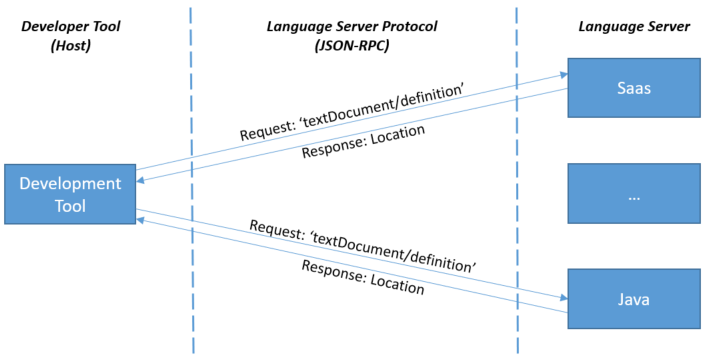 Developer Tool
(Host)
Language Server Protocol
(JSON-RPC)
Language Server
Saas
Request: ‘textDocument/definition’
Response: Location
Development
Tool
...
Request: ‘textDocument/definition’
Response: Location
Java